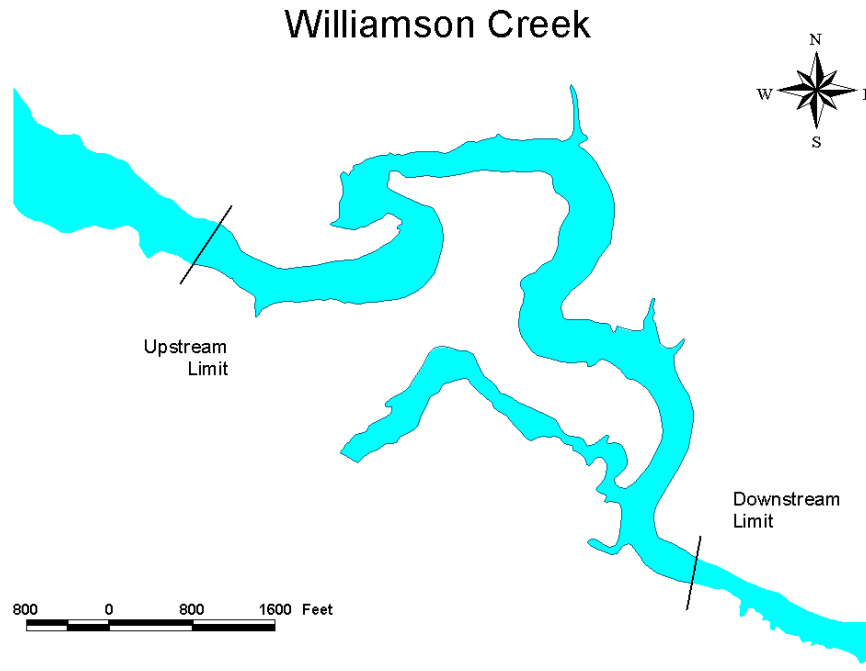 Williamson Creek
N
W
E
S
Upstream
Limit
Downstream
Limit
800 0 800 1600 Feet